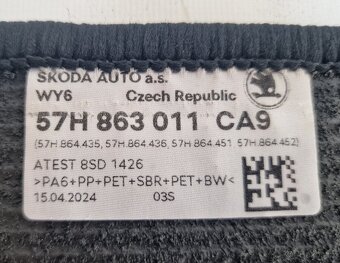 ŠKODA AUTO a.s.
WY6 Czech Republic
57H 863 011 CA9
(57H.864.435, 57H.864.436, 57H.864.451 57H.864.452)
ATEST 8SD 1426
>PA6+PP+PET+SBR+PET+BW<
15.04.2024 03S